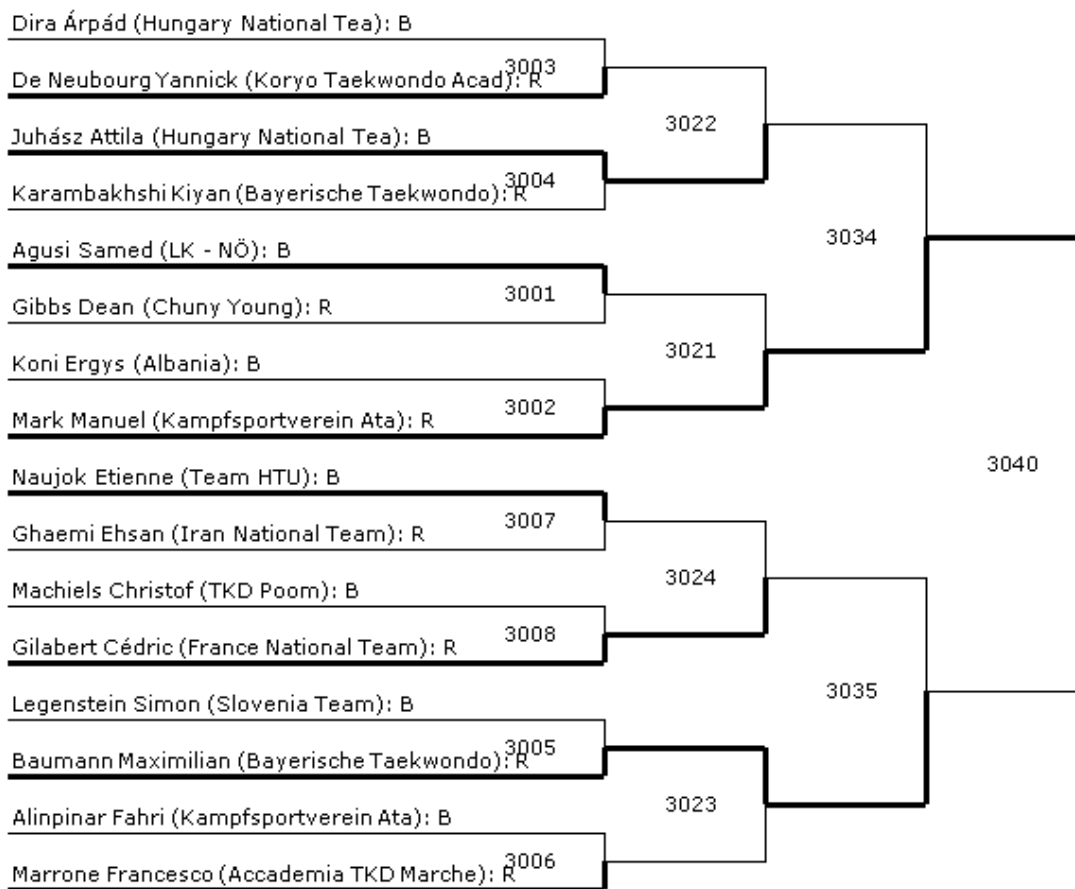 Dira Árpád (Hungary National Tea): B
3003
De Neubourg Yannick (Koryo Taekwondo Acad): R
3022
Juhász Attila (Hungary National Tea): B
3004
Karambakhshi Kiyan (Bayerische Taekwondo): R
3034
Agusi Samed (LK - NÖ): B
3001
Gibbs Dean (Chuny Young): R
3021
Koni Ergys (Albania): B
3002
Mark Manuel (Kampfsportverein Ata): R
3040
Naujok Etienne (Team HTU): B
3007
Ghaemi Ehsan (Iran National Team): R
3024
Machiels Christof (TKD Poom): B
3008
Gilabert Cédric (France National Team): R
3035
Legenstein Simon (Slovenia Team): B
3005
Baumann Maximilian (Bayerische Taekwondo): R
3023
Alinpinar Fahri (Kampfsportverein Ata): B
3006
Marrone Francesco (Accademia TKD Marche): R